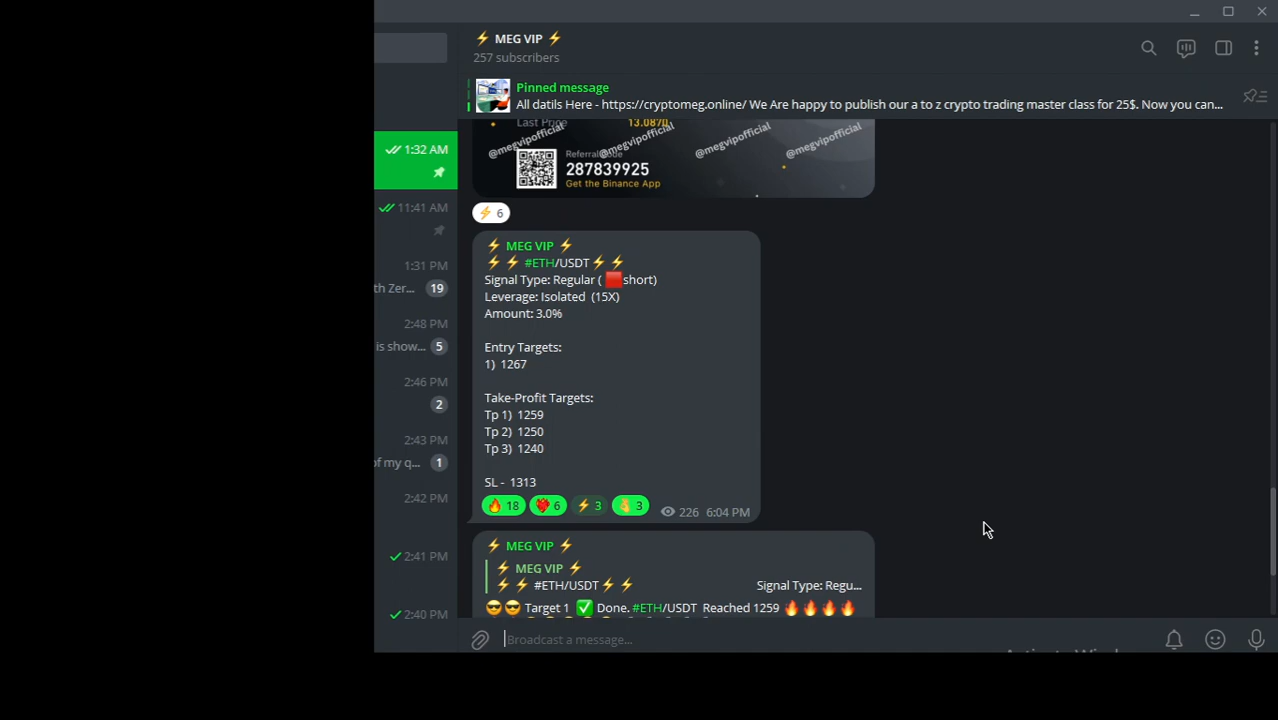 ⚡ MEG VIP ⚡
257 subscribers
Pinned message
All datils Here - https://cryptomeg.online/ We Are happy to publish our a to z crypto trading master class for 25$. Now you can...
Last Price 13.0870
@megvipofficial @megvipofficial @megvipofficial @megvipofficial
Referral Code
287839925
Get the Binance App
⚡ 6
1:32 AM
11:41 AM
1:31 PM
th Zer... 19
2:48 PM
is show... 5
2:46 PM
2
2:43 PM
of my q... 1
2:42 PM
2:41 PM
2:40 PM
⚡ MEG VIP ⚡
⚡ ⚡ #ETH/USDT⚡ ⚡
Signal Type: Regular ( 🟥short)
Leverage: Isolated (15X)
Amount: 3.0%
Entry Targets:
1) 1267
Take-Profit Targets:
Tp 1) 1259
Tp 2) 1250
Tp 3) 1240
SL - 1313
🔥 18 ❤️‍🔥 6 ⚡ 3 3 226 6:04 PM
⚡ MEG VIP ⚡
⚡ MEG VIP ⚡
⚡ ⚡ #ETH/USDT⚡ ⚡ Signal Type: Regu...
😎😎 Target 1 ✅ Done. #ETH/USDT Reached 1259 🔥🔥🔥🔥
Broadcast a message...